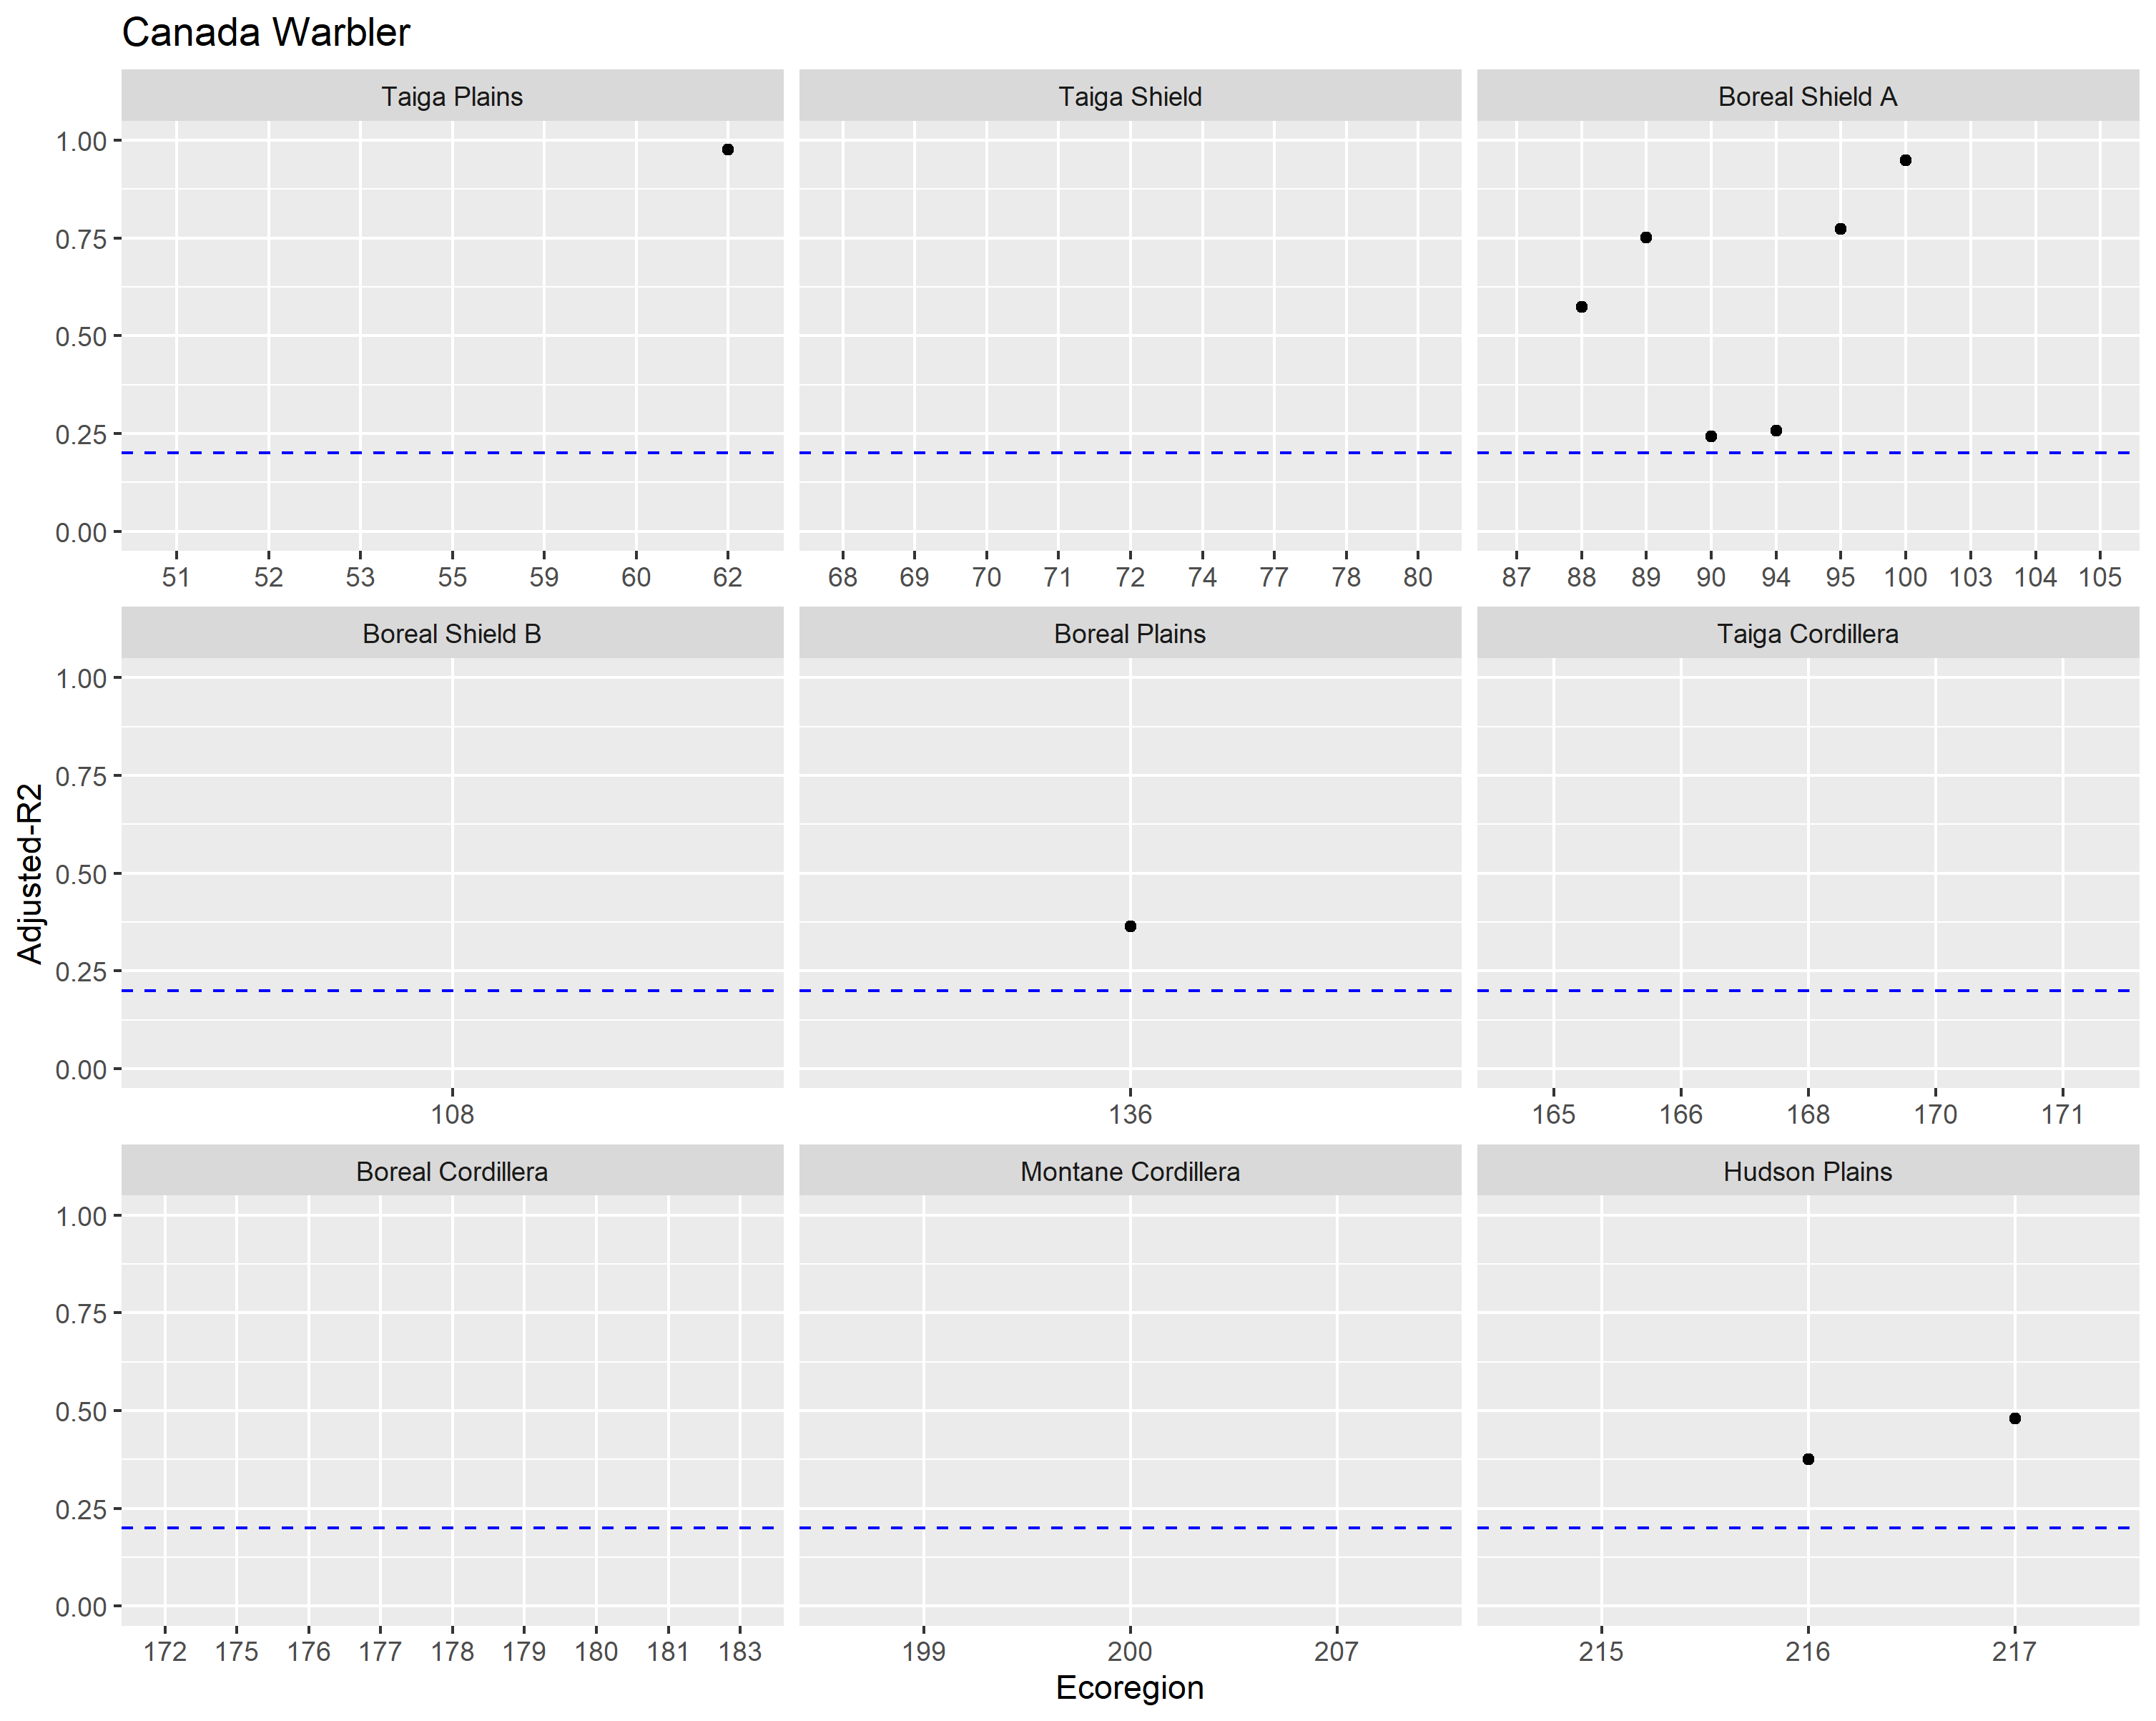 Canada Warbler
Taiga Plains Taiga Shield Boreal Shield A
1.00
0.75
0.50
0.25
0.00
51 52 53 55 59 60 62 68 69 70 71 72 74 77 78 80 87 88 89 90 94 95 100 103 104 105
Boreal Shield B Boreal Plains Taiga Cordillera
1.00
0.75
0.50
0.25
0.00
Adjusted-R2
108 136 165 166 168 170 171
Boreal Cordillera Montane Cordillera Hudson Plains
1.00
0.75
0.50
0.25
0.00
172 175 176 177 178 179 180 181 183 199 200 207 215 216 217
Ecoregion